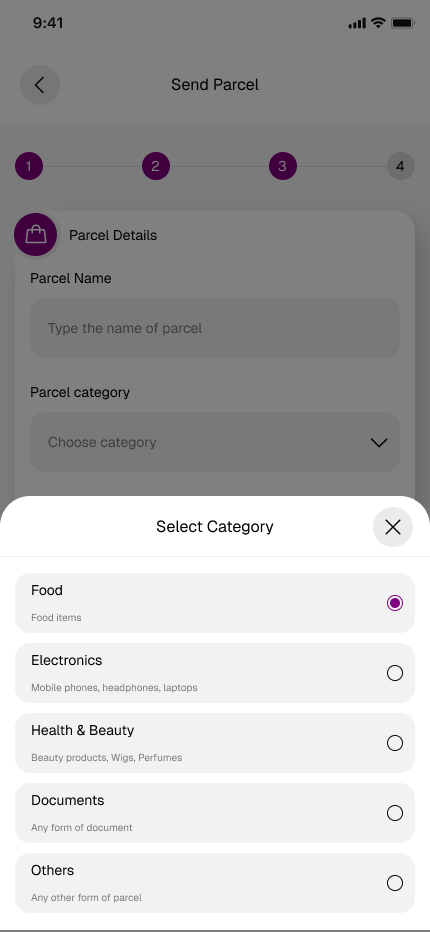 9:41
Send Parcel
1 2 3 4
Parcel Details
Parcel Name
Type the name of parcel
Parcel category
Choose category
Select Category
Food
Food items
Electronics
Mobile phones, headphones, laptops
Health & Beauty
Beauty products, Wigs, Perfumes
Documents
Any form of document
Others
Any other form of parcel